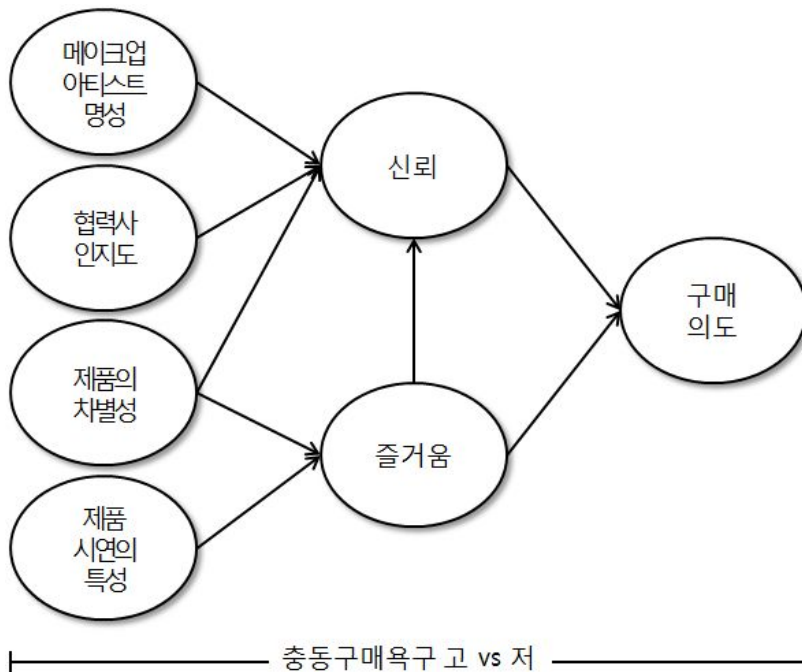 메이크업
아티스트
명성
협력사
인지도
제품의
차별성
제품
시연의
특성
신뢰
즐거움
구매
의도
충동구매욕구 고 vs 저